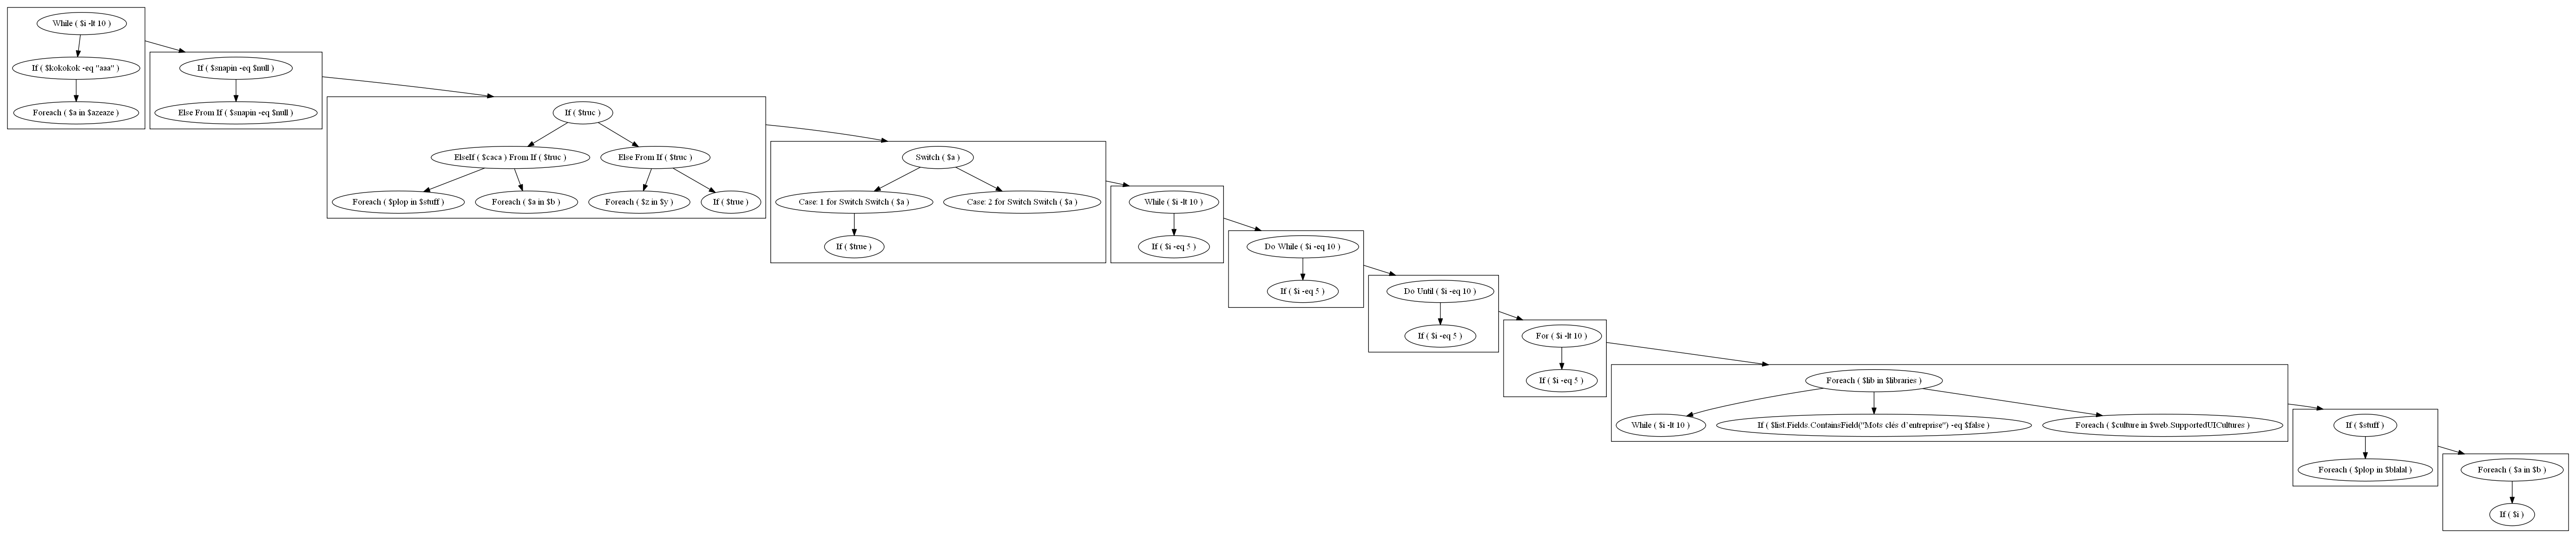 While ( $i -lt 10 )
If ( $kokokok -eq "aaa" )
Foreach ( $a in $azeaze )
If ( $snapin -eq $null )
Else From If ( $snapin -eq $null )
If ( $truc )
ElseIf ( $caca ) From If ( $truc )
Else From If ( $truc )
Foreach ( $plop in $stuff )
Foreach ( $a in $b )
Foreach ( $z in $y )
If ( $true )
Switch ( $a )
Case: 1 for Switch Switch ( $a )
Case: 2 for Switch Switch ( $a )
If ( $true )
While ( $i -lt 10 )
If ( $i -eq 5 )
Do While ( $i -eq 10 )
If ( $i -eq 5 )
Do Until ( $i -eq 10 )
If ( $i -eq 5 )
For ( $i -lt 10 )
If ( $i -eq 5 )
Foreach ( $lib in $libraries )
While ( $i -lt 10 )
If ( $list.Fields.ContainsField("Mots clés d'entreprise") -eq $false )
Foreach ( $culture in $web.SupportedUICultures )
If ( $stuff )
Foreach ( $plop in $blalal )
Foreach ( $a in $b )
If ( $i )